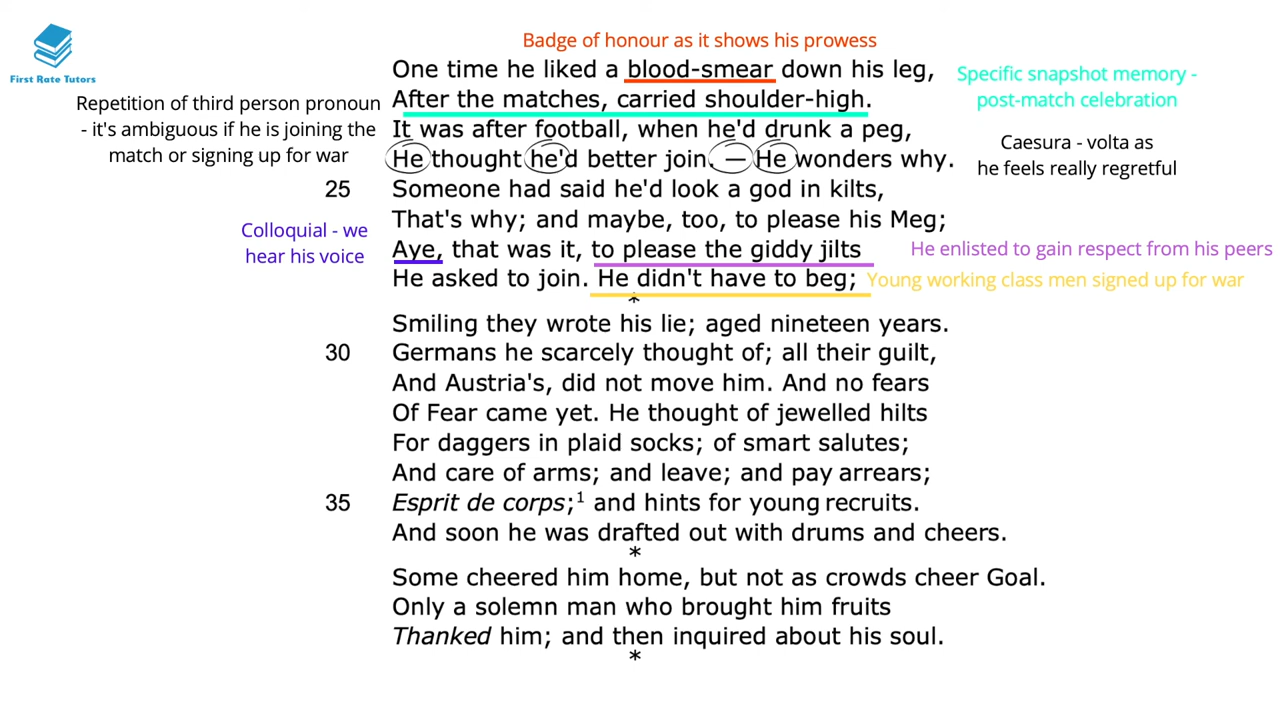 Badge of honour as it shows his prowess
First Rate Tutors
One time he liked a blood-smear down his leg,
Specific snapshot memory -
post-match celebration
Repetition of third person pronoun
- it's ambiguous if he is joining the
match or signing up for war
After the matches, carried shoulder-high.
It was after football, when he'd drunk a peg,
He thought he'd better join. — He wonders why.
Caesura - volta as
he feels really regretful
25 Someone had said he'd look a god in kilts,
That's why; and maybe, too, to please his Meg;
Colloquial - we
hear his voice
Aye, that was it, to please the giddy jilts
He enlisted to gain respect from his peers
He asked to join. He didn't have to beg;
Young working class men signed up for war
*
Smiling they wrote his lie; aged nineteen years.
30 Germans he scarcely thought of; all their guilt,
And Austria's, did not move him. And no fears
Of Fear came yet. He thought of jewelled hilts
For daggers in plaid socks; of smart salutes;
And care of arms; and leave; and pay arrears;
35 Esprit de corps;1 and hints for young recruits.
And soon he was drafted out with drums and cheers.
*
Some cheered him home, but not as crowds cheer Goal.
Only a solemn man who brought him fruits
Thanked him; and then inquired about his soul.
*